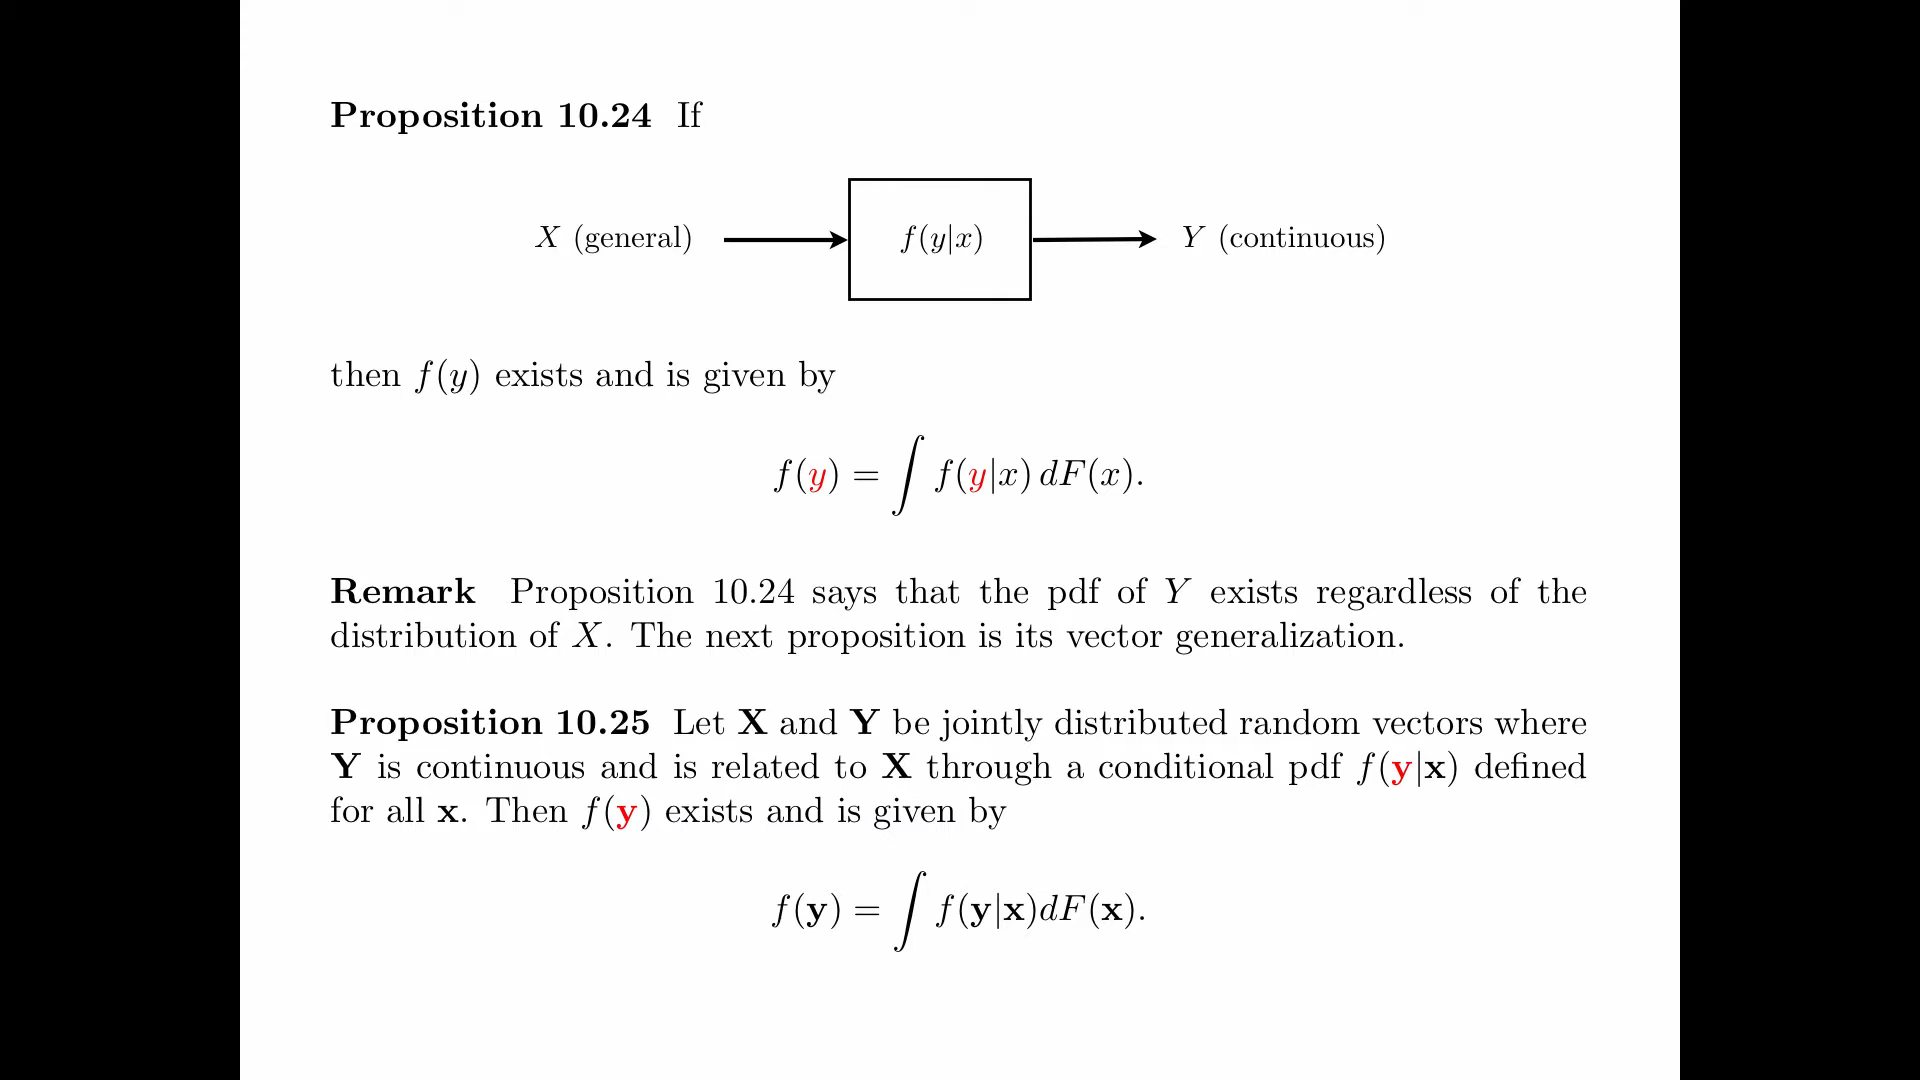 Proposition 10.24 If
X (general) f(y|x) Y (continuous)
then f(y) exists and is given by
f(y) = ∫ f(y|x) dF(x).
Remark Proposition 10.24 says that the pdf of Y exists regardless of the
distribution of X. The next proposition is its vector generalization.
Proposition 10.25 Let X and Y be jointly distributed random vectors where
Y is continuous and is related to X through a conditional pdf f(y|x) defined
for all x. Then f(y) exists and is given by
f(y) = ∫ f(y|x)dF(x).